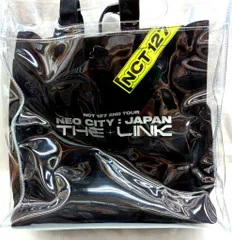 NCT 127
NCT 127 2ND TOUR
NEO CITY : JAPAN
THE LINK